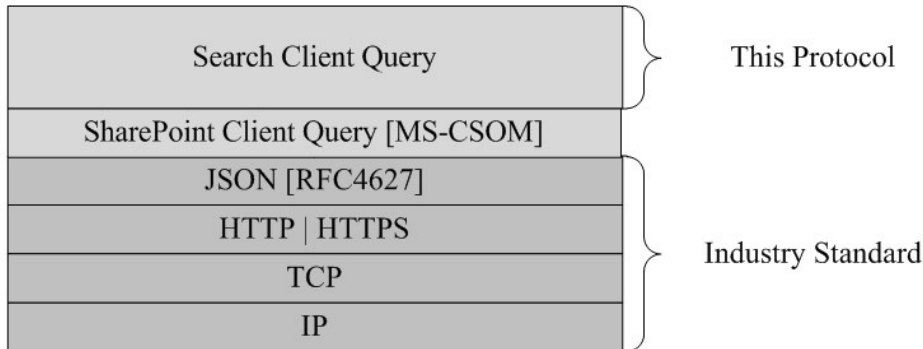 Search Client Query
This Protocol
SharePoint Client Query [MS-CSOM]
JSON [RFC4627]
HTTP | HTTPS
Industry Standard
TCP
IP